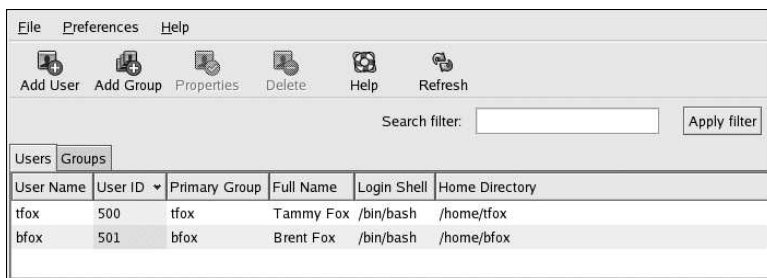 File Preferences Help
Add User Add Group Properties Delete Help Refresh
Search filter: Apply filter
Users Groups
User Name User ID Primary Group Full Name Login Shell Home Directory
tfox 500 tfox Tammy Fox /bin/bash /home/tfox
bfox 501 bfox Brent Fox /bin/bash /home/bfox